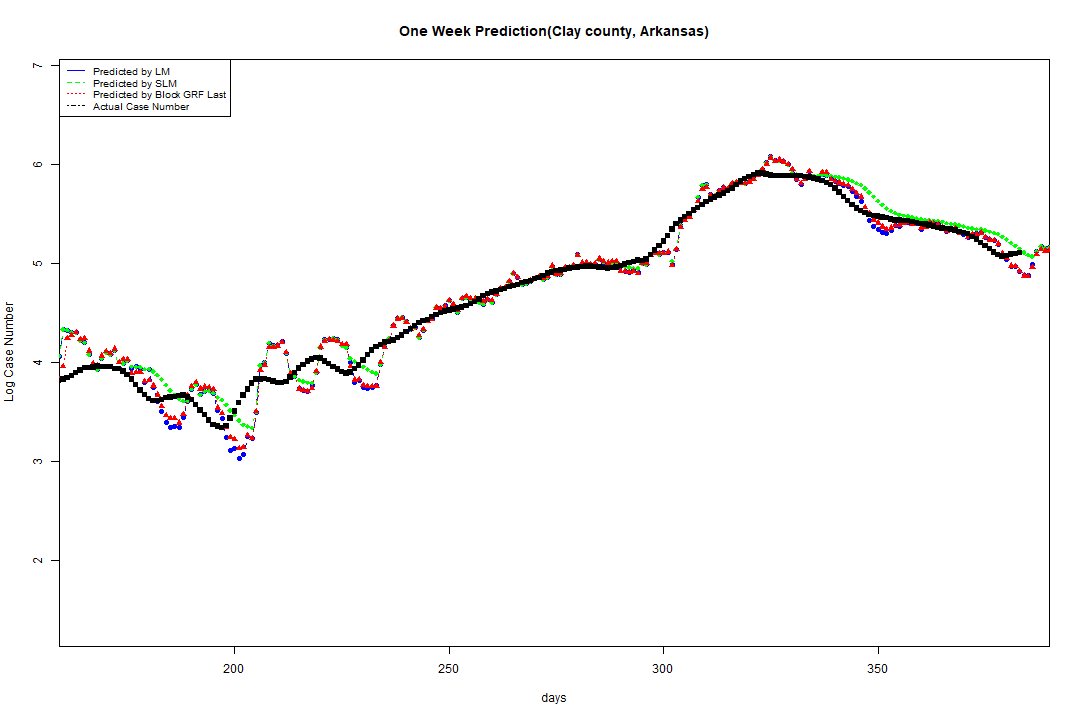 One Week Prediction(Clay county, Arkansas)
Predicted by LM
Predicted by SLM
Predicted by Block GRF Last
Actual Case Number
7
6
5
4
3
2
Log Case Number
200
250
300
350
days